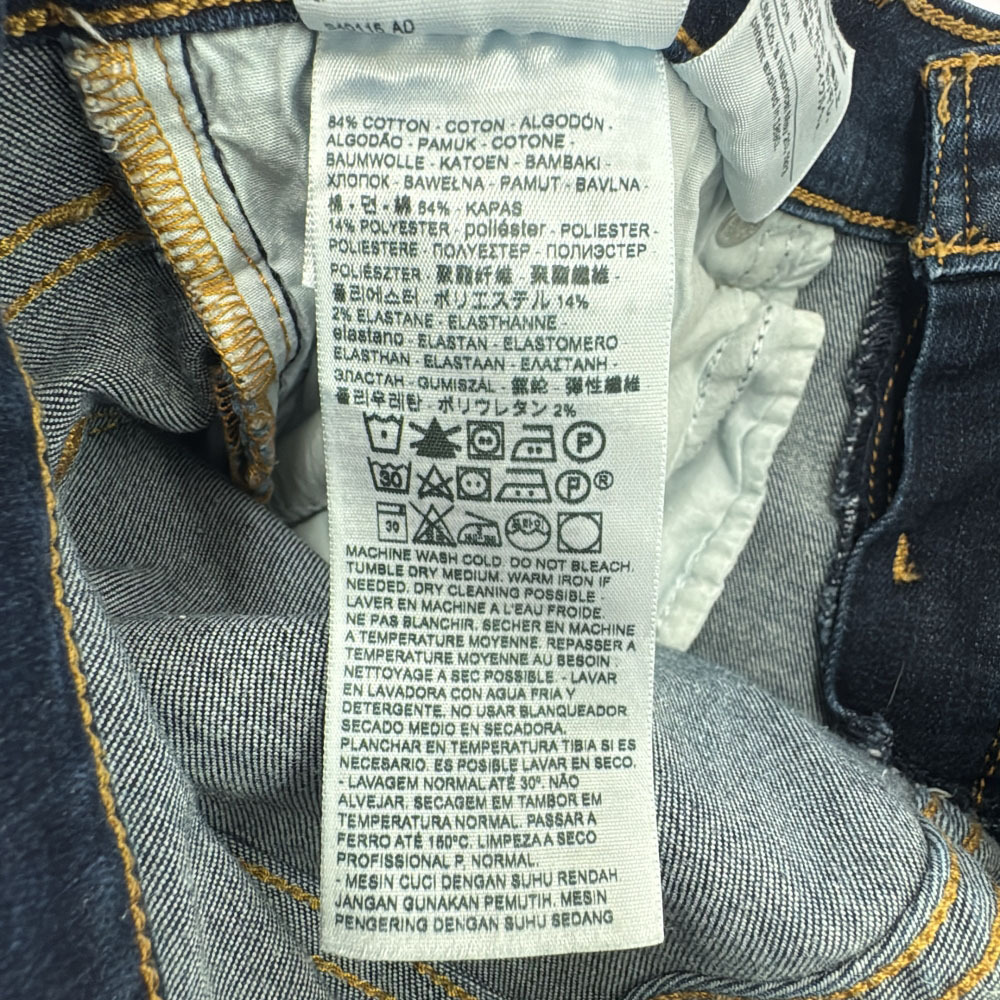 84% COTTON - COTON - ALGODÓN -
ALGODÃO - PAMUK - COTONE -
BAUMWOLLE - KATOEN - BAMBAKI -
ХЛОПОК - BAWEŁNA - PAMUT - BAVLNA -
棉 - 면 - 綿 84% - KAPAS
14% POLYESTER - poliéster - POLIESTER -
POLIESTERE - ΠΟΛΥΕΣΤΕΡ - ПОЛИЭСТЕР
POLIÉSZTER - 聚酯纤维 - 聚酯纖維 -
폴리에스터 - ポリエステル 14%
2% ELASTANE - ELASTHANNE -
elastano - ELASTAN - ELASTOMERO
ELASTHAN - ELASTAAN - ΕΛΑΣΤΑΝΗ -
ЭЛАСТАН - GUMISZÁL - 氨纶 - 彈性纖維
폴리우레탄 - ポリウレタン 2%
P
30 P ®
30 드라이
MACHINE WASH COLD. DO NOT BLEACH.
TUMBLE DRY MEDIUM. WARM IRON IF
NEEDED. DRY CLEANING POSSIBLE -
LAVER EN MACHINE A L'EAU FROIDE.
NE PAS BLANCHIR. SECHER EN MACHINE
A TEMPERATURE MOYENNE. REPASSER A
TEMPERATURE MOYENNE AU BESOIN :
NETTOYAGE A SEC POSSIBLE. - LAVAR
EN LAVADORA CON AGUA FRIA Y
DETERGENTE. NO USAR BLANQUEADOR
SECADO MEDIO EN SECADORA.
PLANCHAR EN TEMPERATURA TIBIA SI ES
NECESARIO. ES POSIBLE LAVAR EN SECO.
- LAVAGEM NORMAL ATÉ 30º. NÃO
ALVEJAR. SECAGEM EM TAMBOR EM
TEMPERATURA NORMAL. PASSAR A
FERRO ATÉ 150ºC. LIMPEZA A SECO
PROFISSIONAL P. NORMAL.
- MESIN CUCI DENGAN SUHU RENDAH
JANGAN GUNAKAN PEMUTIH. MESIN
PENGERING DENGAN SUHU SEDANG